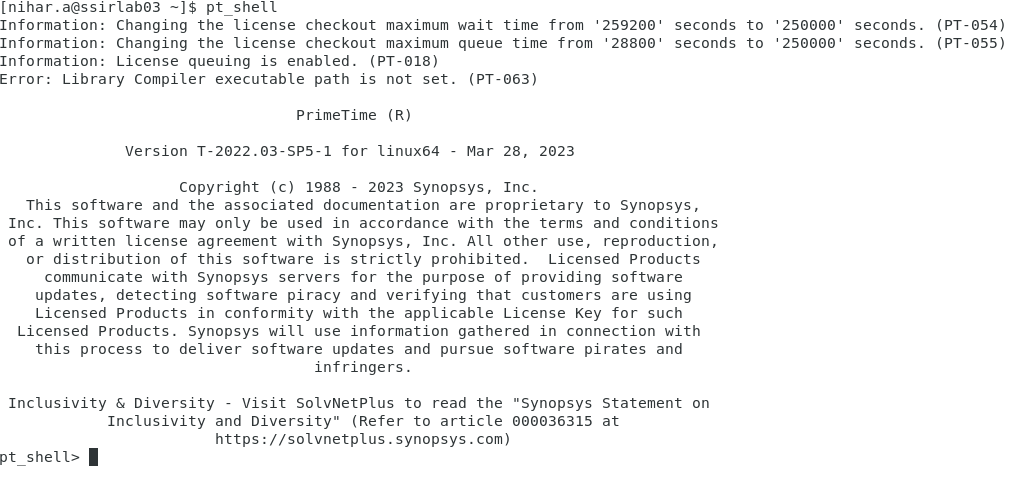 [nihar.a@ssirlab03 ~]$ pt_shell
Information: Changing the license checkout maximum wait time from '259200' seconds to '250000' seconds. (PT-054)
Information: Changing the license checkout maximum queue time from '28800' seconds to '250000' seconds. (PT-055)
Information: License queuing is enabled. (PT-018)
Error: Library Compiler executable path is not set. (PT-063)
PrimeTime (R)
Version T-2022.03-SP5-1 for linux64 - Mar 28, 2023
Copyright (c) 1988 - 2023 Synopsys, Inc.
This software and the associated documentation are proprietary to Synopsys,
Inc. This software may only be used in accordance with the terms and conditions
of a written license agreement with Synopsys, Inc. All other use, reproduction,
or distribution of this software is strictly prohibited.  Licensed Products
communicate with Synopsys servers for the purpose of providing software
updates, detecting software piracy and verifying that customers are using
Licensed Products in conformity with the applicable License Key for such
Licensed Products. Synopsys will use information gathered in connection with
this process to deliver software updates and pursue software pirates and
infringers.
Inclusivity & Diversity - Visit SolvNetPlus to read the "Synopsys Statement on
Inclusivity and Diversity" (Refer to article 000036315 at
https://solvnetplus.synopsys.com)
pt_shell>